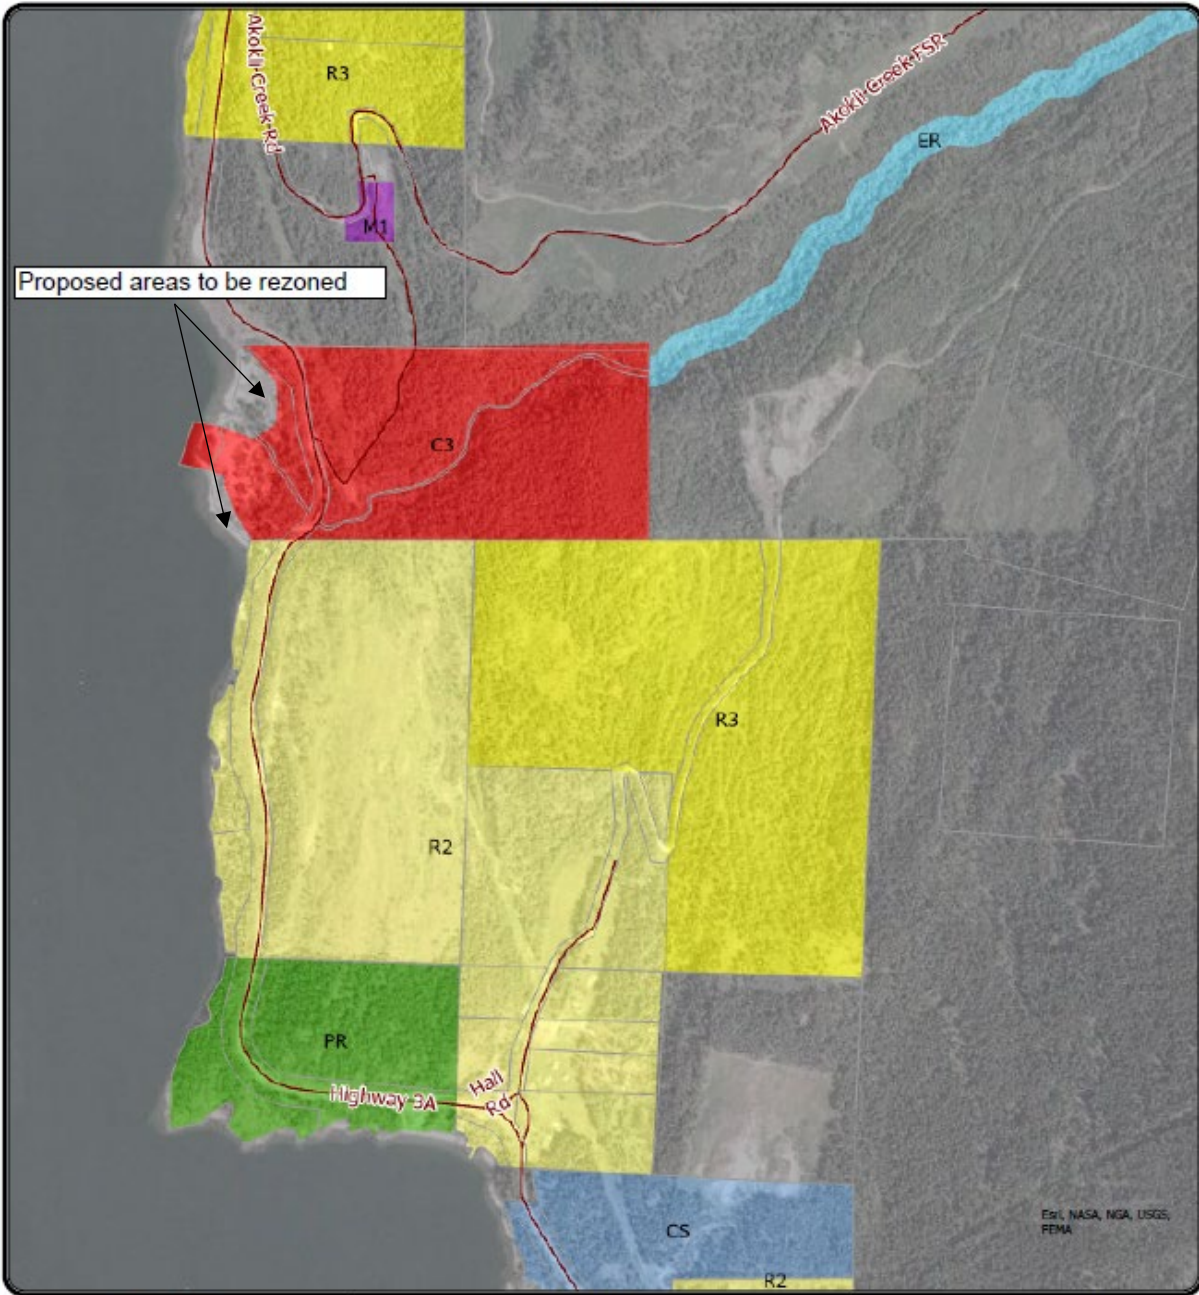 Akokli Creek Rd
R3
Akokli Creek FSR
ER
M1
Proposed areas to be rezoned
C3
R3
R2
PR
Highway 3A
Hall
Rd
CS
R2
Esri, NASA, NGA, USGS,
FEMA